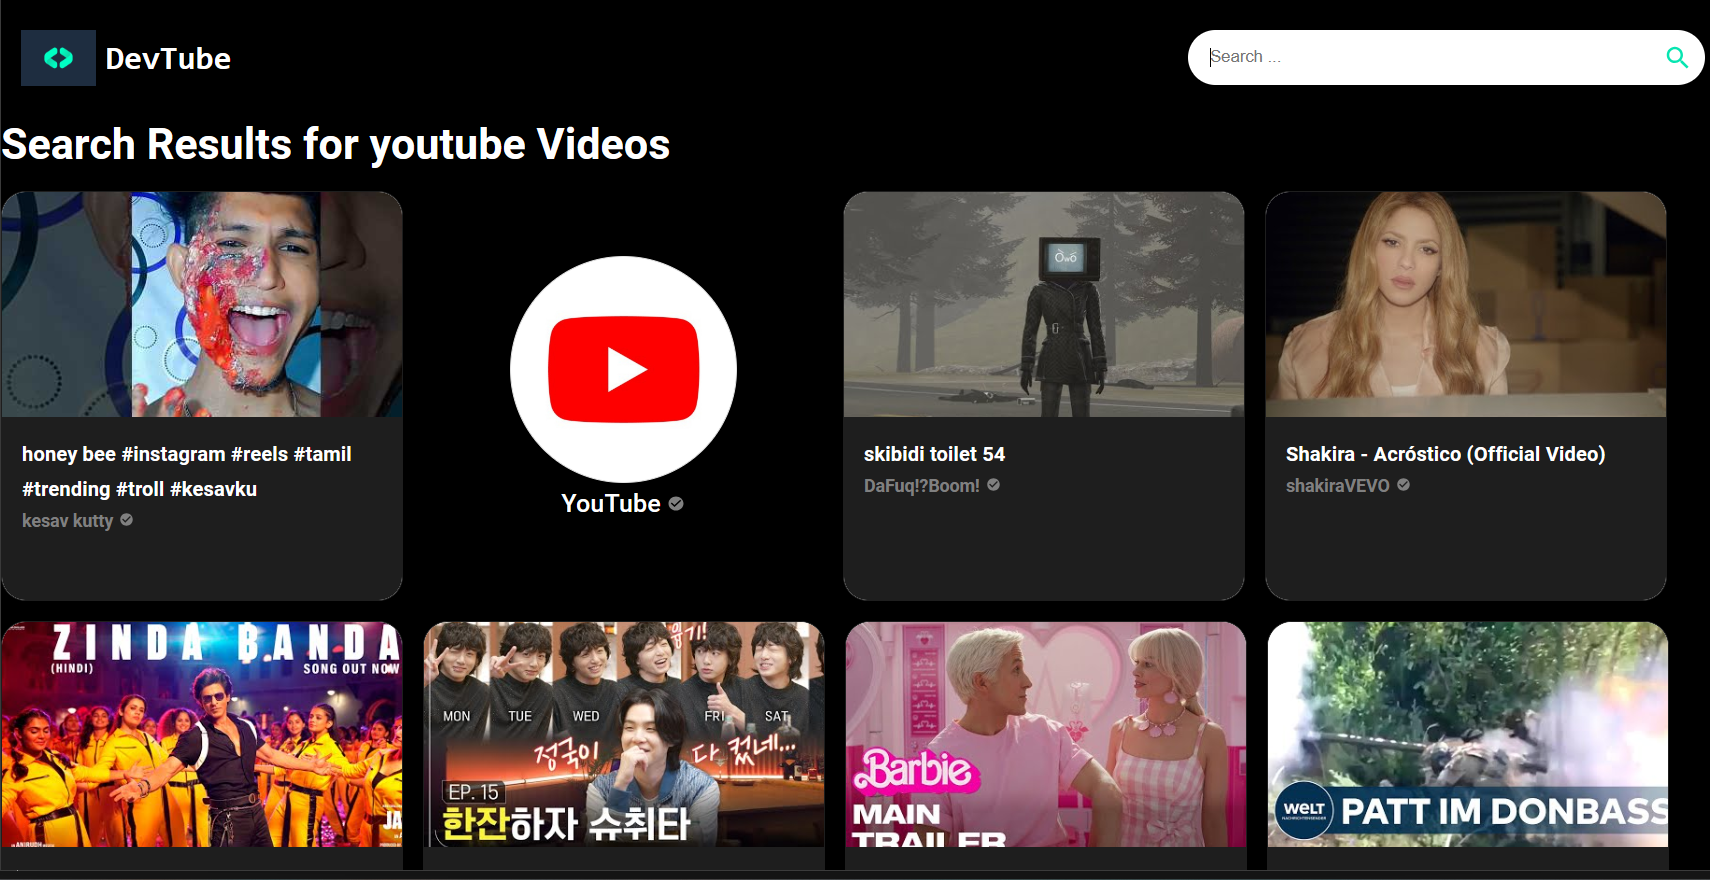 DevTube
Search ...
Search Results for youtube Videos
Òwó
honey bee #instagram #reels #tamil
#trending #troll #kesavku
kesav kutty
YouTube
skibidi toilet 54
DaFuq!?Boom!
Shakira - Acróstico (Official Video)
shakiraVEVO
ZINDA BANDA
(HINDI)
SONG OUT NOW
JA
MON TUE WED FRI SAT
정국이 다 컸네...
EP. 15
한잔하자 슈취타
Barbie
MAIN
TRAILER
WELT
NACHRICHTENSENDER
PATT IM DONBASS